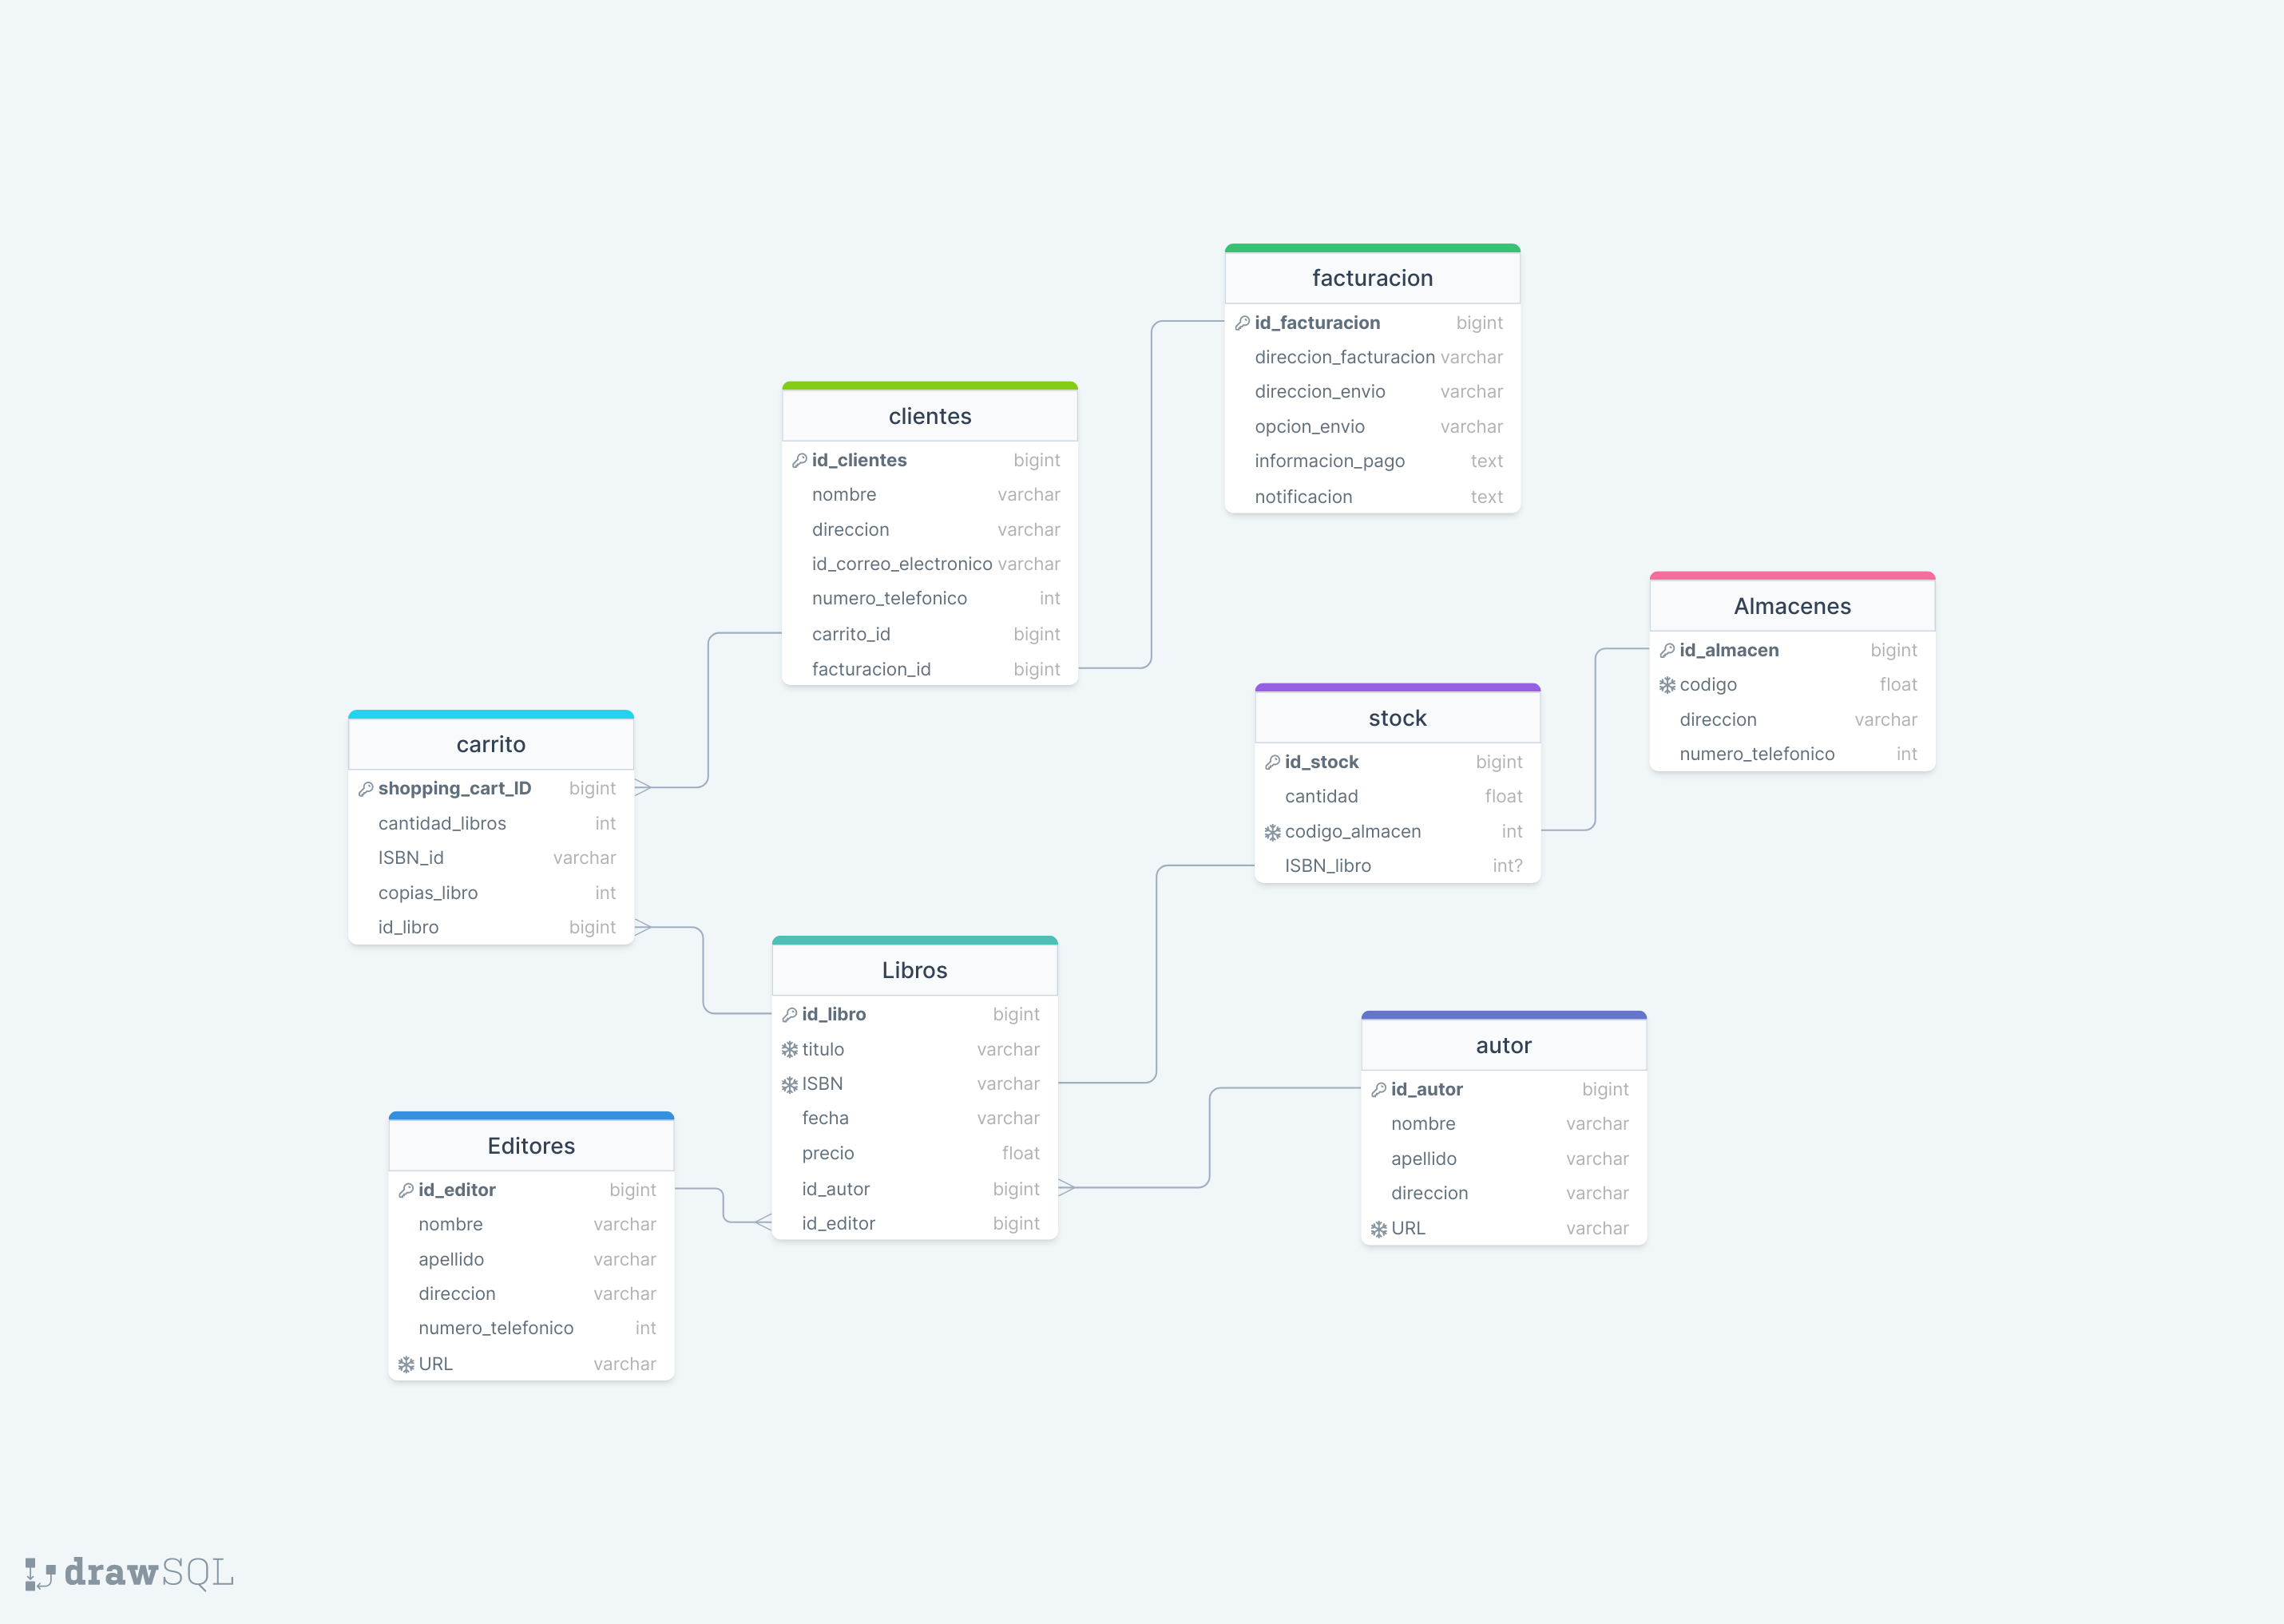 facturacion
id_facturacion bigint
direccion_facturacion varchar
direccion_envio varchar
opcion_envio varchar
informacion_pago text
notificacion text
clientes
id_clientes bigint
nombre varchar
direccion varchar
id_correo_electronico varchar
numero_telefonico int
carrito_id bigint
facturacion_id bigint
Almacenes
id_almacen bigint
codigo float
direccion varchar
numero_telefonico int
stock
id_stock bigint
cantidad float
codigo_almacen int
ISBN_libro int?
carrito
shopping_cart_ID bigint
cantidad_libros int
ISBN_id varchar
copias_libro int
id_libro bigint
Libros
id_libro bigint
titulo varchar
ISBN varchar
fecha varchar
precio float
id_autor bigint
id_editor bigint
autor
id_autor bigint
nombre varchar
apellido varchar
direccion varchar
URL varchar
Editores
id_editor bigint
nombre varchar
apellido varchar
direccion varchar
numero_telefonico int
URL varchar
drawSQL